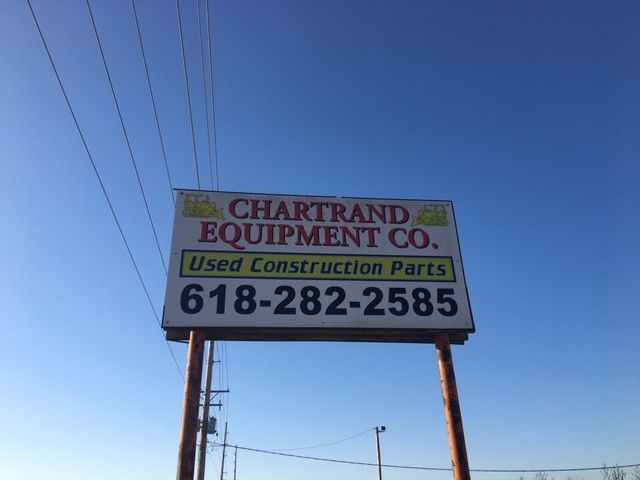 CHARTRAND
EQUIPMENT CO.
Used Construction Parts
618-282-2585